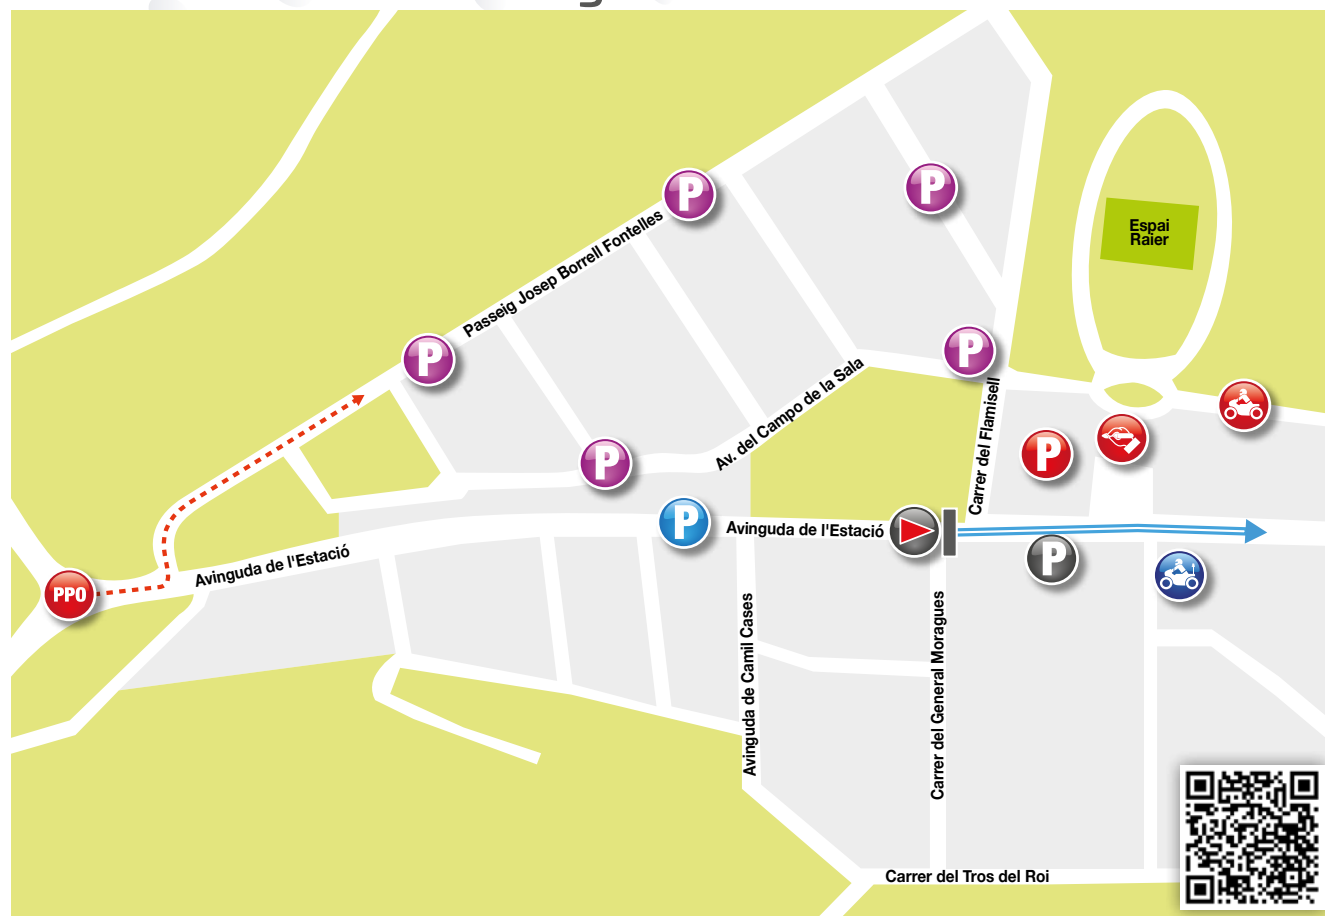 P
P
Espai
Raier
Passeig Josep Borrell Fontelles
P
P
Av. del Campo de la Sala
Carrer del Flamisell
P
P
P
Avinguda de l'Estació
P
Avinguda de l'Estació
PPO
Avinguda de Camil Cases
Carrer del General Moragues
Carrer del Tros del Roi